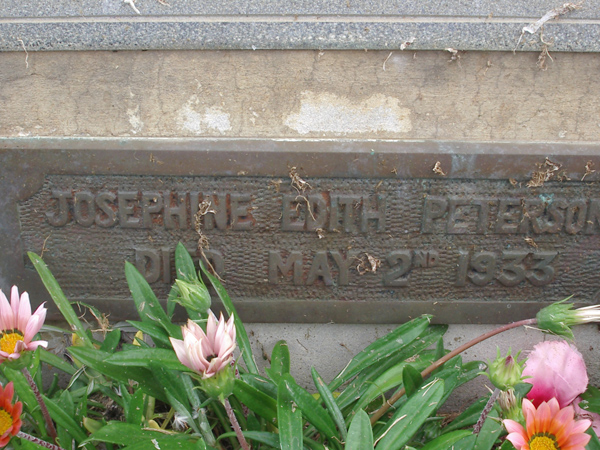 JOSEPHINE EDITH PETERSON
DIED MAY 2ND 1933